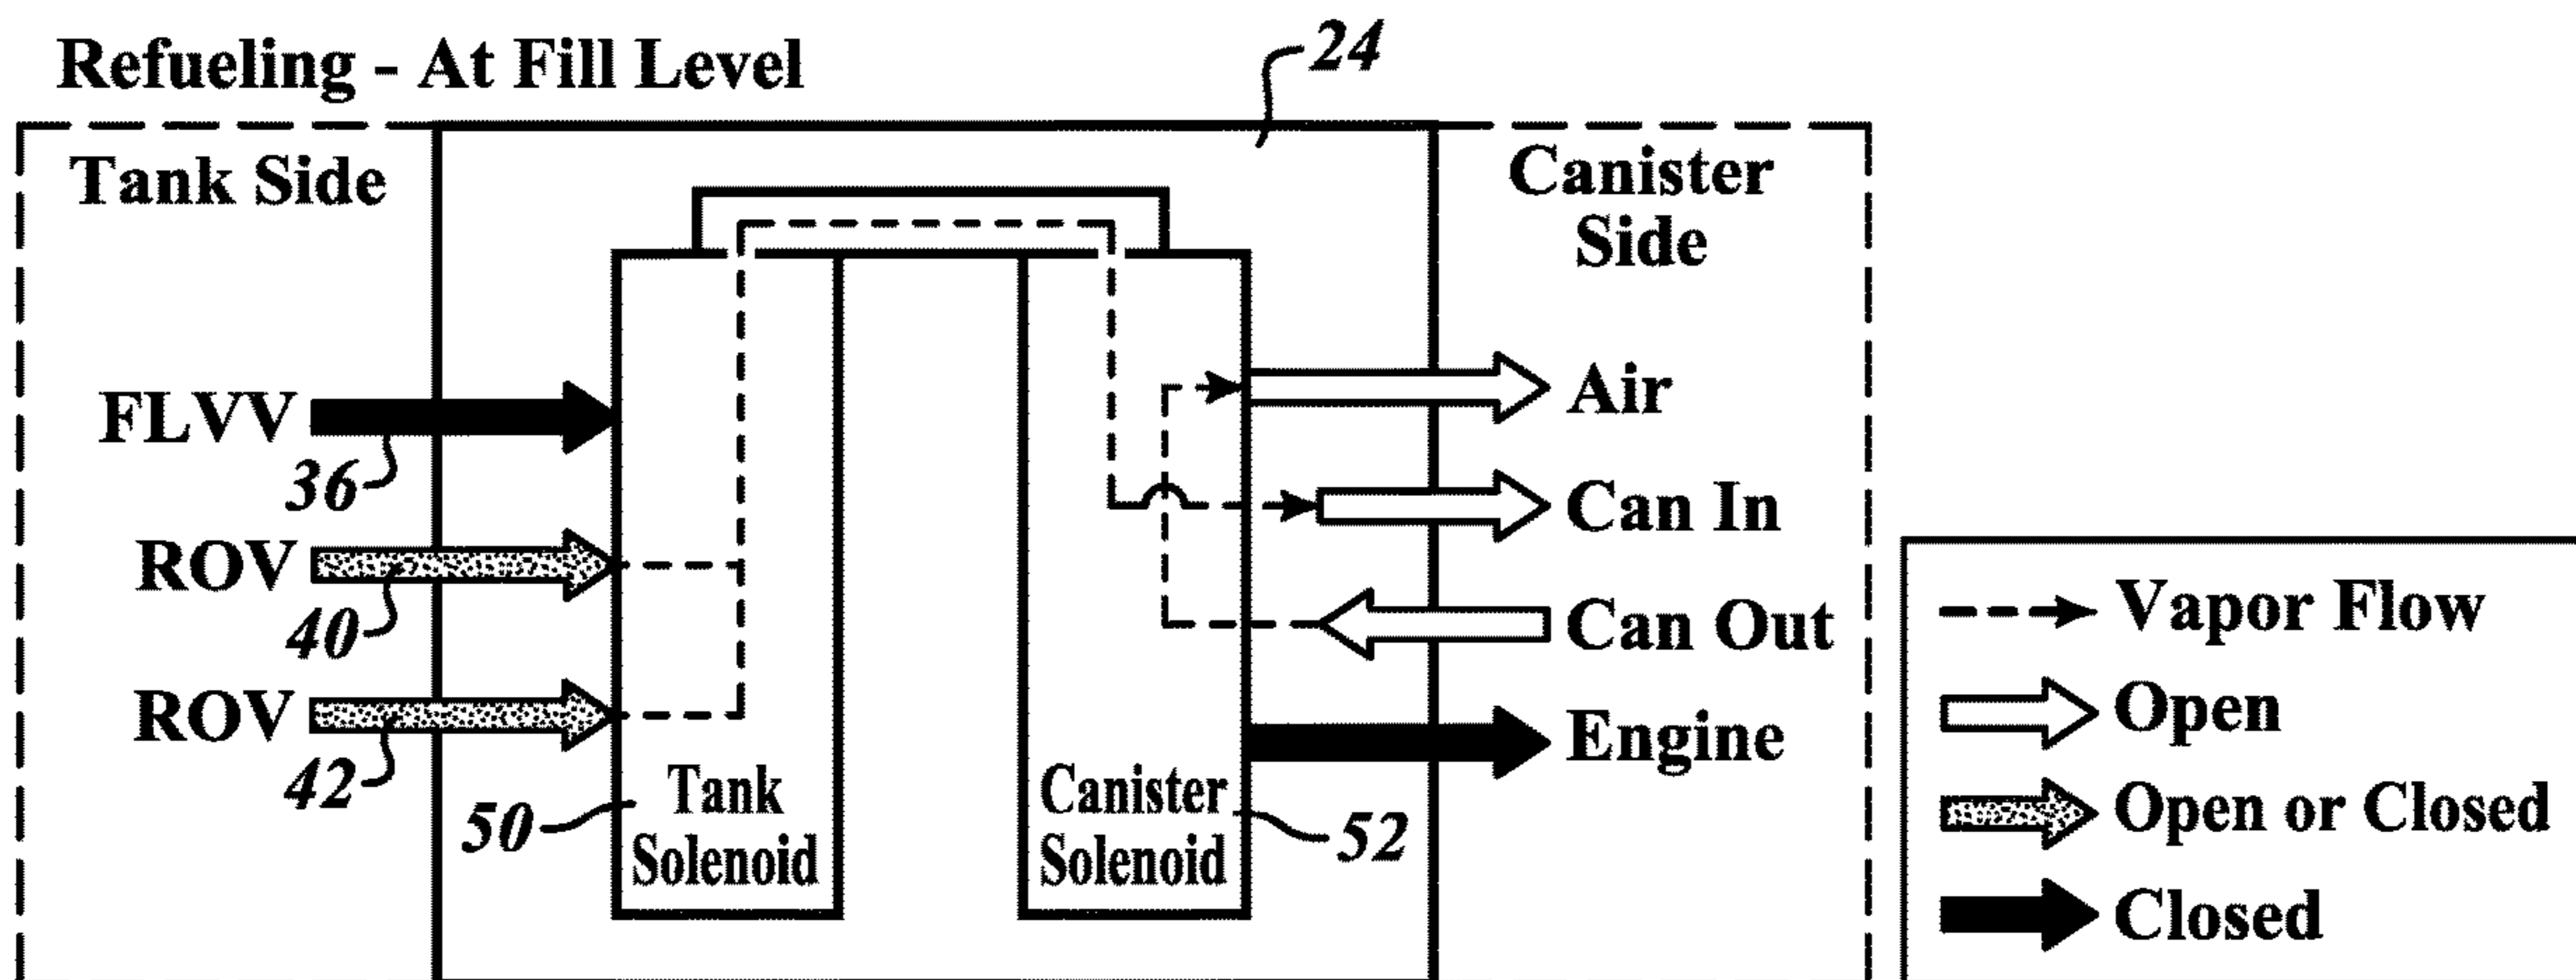 Refueling - At Fill Level
24
Tank Side
Canister
Side
FLVV
36
ROV
40
ROV
42
50
Tank
Solenoid
Canister
Solenoid
52
Air
Can In
Can Out
Engine
Vapor Flow
Open
Open or Closed
Closed